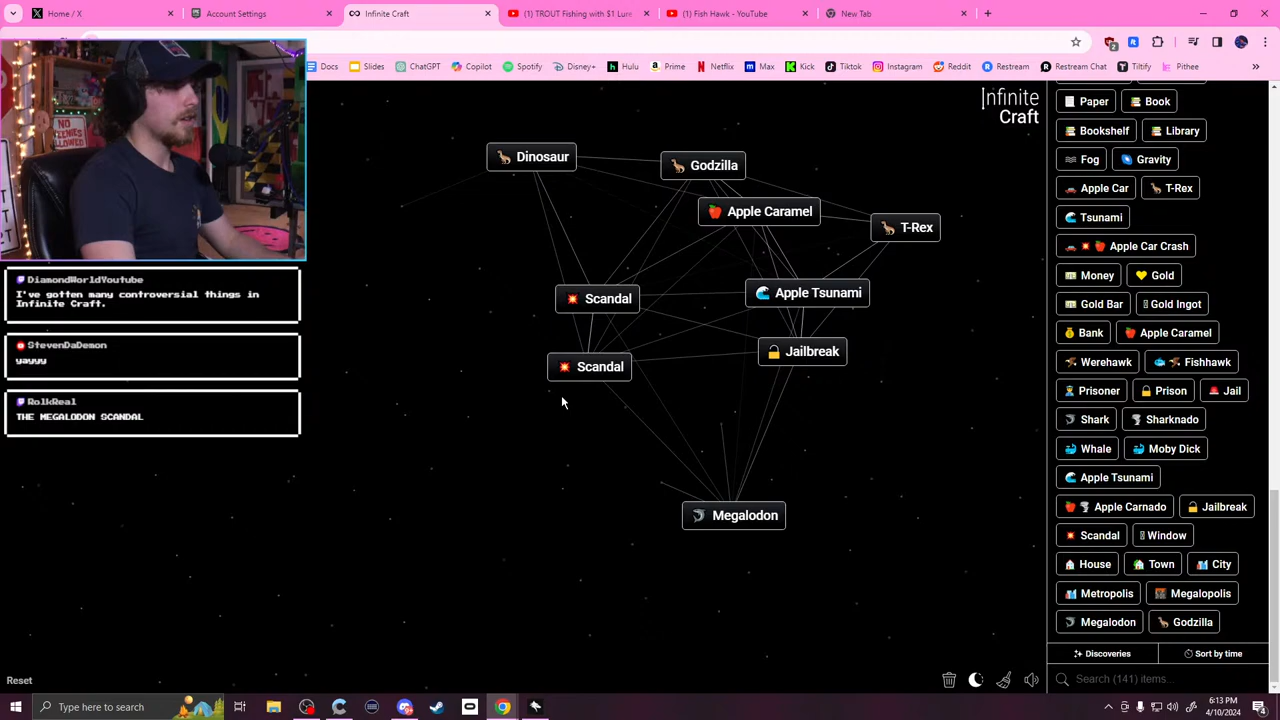 Home / X
Account Settings
Infinite Craft
(1) TROUT Fishing with $1 Lure
(1) Fish Hawk - YouTube
New Tab
Docs
Slides
ChatGPT
Copilot
Spotify
Disney+
Hulu
Prime
Netflix
Max
Kick
Tiktok
Instagram
Reddit
Restream
Restream Chat
Tiltify
Pithee
NO
WEENIES
ALLOWED
DiamondWorldYoutube
I've gotten many controversial things in
Infinite Craft.
StevenDaDemon
yayyy
RolkReal
THE MEGALODON SCANDAL
Infinite
Craft
Dinosaur
Godzilla
Apple Caramel
T-Rex
Scandal
Apple Tsunami
Jailbreak
Scandal
Megalodon
Paper Book
Bookshelf Library
Fog Gravity
Apple Car T-Rex
Tsunami
Apple Car Crash
Money Gold
Gold Bar Gold Ingot
Bank Apple Caramel
Werehawk Fishhawk
Prisoner Prison Jail
Shark Sharknado
Whale Moby Dick
Apple Tsunami
Apple Carnado Jailbreak
Scandal Window
House Town City
Metropolis Megalopolis
Megalodon Godzilla
Discoveries Sort by time
Search (141) items...
Reset
Type here to search
6:13 PM
4/10/2024